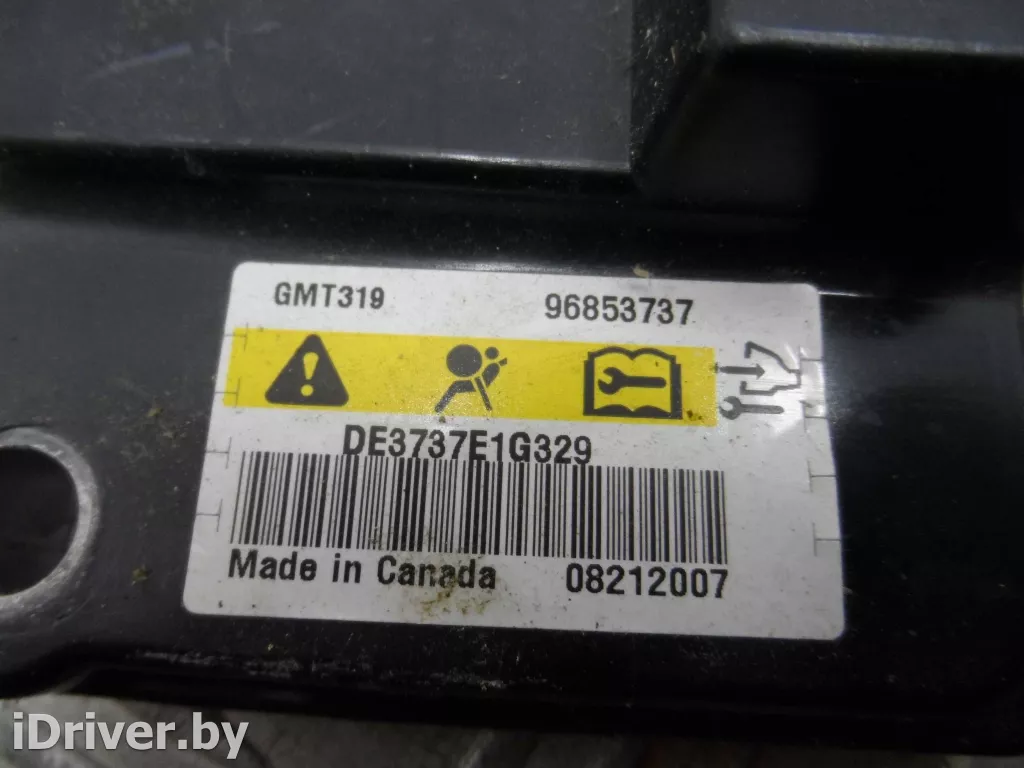 GMT319 96853737
DE3737E1G329
Made in Canada 08212007
iDriver.by